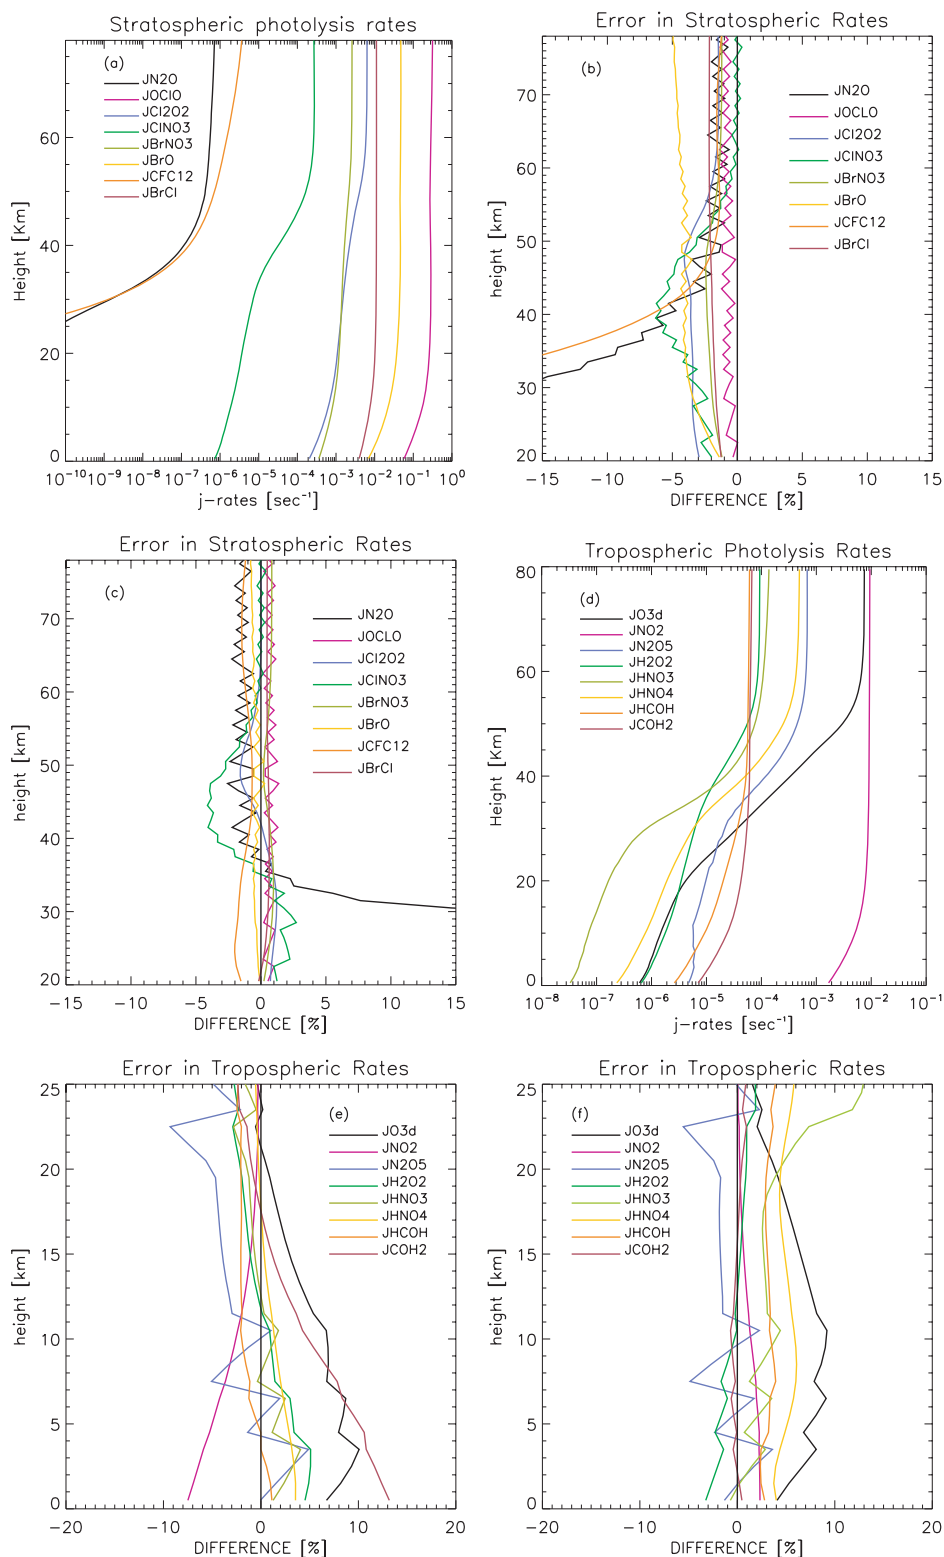 Stratospheric photolysis rates
(a)
JN2O
JOClO
JCl2O2
JClNO3
JBrNO3
JBrO
JCFC12
JBrCl
Height [Km]
60
40
20
0
10⁻¹⁰ 10⁻⁹ 10⁻⁸ 10⁻⁷ 10⁻⁶ 10⁻⁵ 10⁻⁴ 10⁻³ 10⁻² 10⁻¹ 10⁰
j-rates [sec⁻¹]
Error in Stratospheric Rates
(b)
JN2O
JOCLO
JCl2O2
JClNO3
JBrNO3
JBrO
JCFC12
JBrCl
height [km]
70
60
50
40
30
20
-15 -10 -5 0 5 10 15
DIFFERENCE [%]
Error in Stratospheric Rates
(c)
JN2O
JOCLO
JCl2O2
JClNO3
JBrNO3
JBrO
JCFC12
JBrCl
height [km]
70
60
50
40
30
20
-15 -10 -5 0 5 10 15
DIFFERENCE [%]
Tropospheric Photolysis Rates
(d)
JO3d
JNO2
JN2O5
JH2O2
JHNO3
JHNO4
JHCOH
JCOH2
Height [Km]
80
60
40
20
0
10⁻⁸ 10⁻⁷ 10⁻⁶ 10⁻⁵ 10⁻⁴ 10⁻³ 10⁻² 10⁻¹
j-rates [sec⁻¹]
Error in Tropospheric Rates
(e)
JO3d
JNO2
JN2O5
JH2O2
JHNO3
JHNO4
JHCOH
JCOH2
height [km]
25
20
15
10
5
0
-20 -10 0 10 20
DIFFERENCE [%]
Error in Tropospheric Rates
(f)
JO3d
JNO2
JN2O5
JH2O2
JHNO3
JHNO4
JHCOH
JCOH2
height [km]
25
20
15
10
5
0
-20 -10 0 10 20
DIFFERENCE [%]